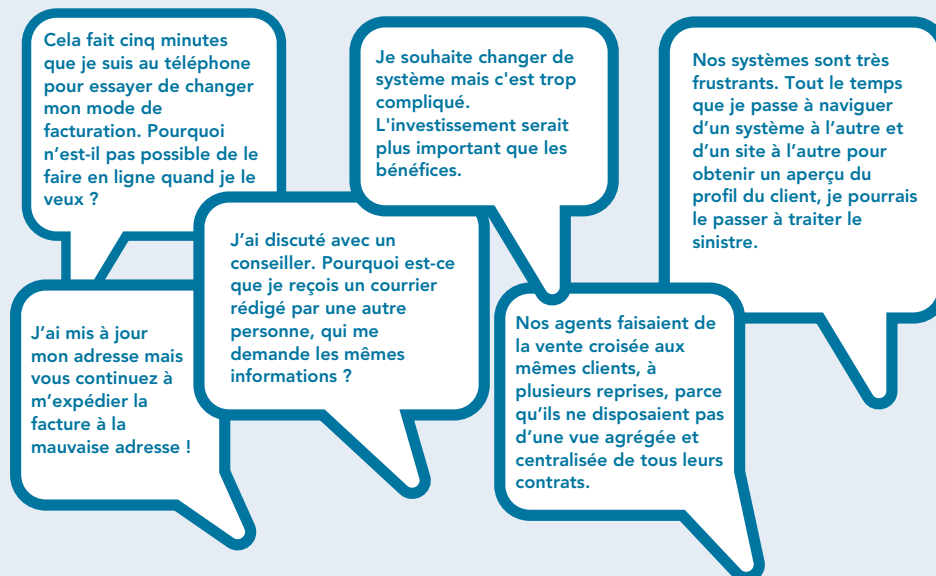 Cela fait cinq minutes
que je suis au téléphone
pour essayer de changer
mon mode de
facturation. Pourquoi
n’est-il pas possible de le
faire en ligne quand je le
veux ?
Je souhaite changer de
système mais c'est trop
compliqué.
L'investissement serait
plus important que les
bénéfices.
Nos systèmes sont très
frustrants. Tout le temps
que je passe à naviguer
d’un système à l’autre et
d’un site à l’autre pour
obtenir un aperçu du
profil du client, je pourrais
le passer à traiter le
sinistre.
J’ai discuté avec un
conseiller. Pourquoi est-ce
que je reçois un courrier
rédigé par une autre
personne, qui me
demande les mêmes
informations ?
J’ai mis à jour
mon adresse mais
vous continuez à
m’expédier la
facture à la
mauvaise adresse !
Nos agents faisaient de
la vente croisée aux
mêmes clients, à
plusieurs reprises, parce
qu’ils ne disposaient pas
d’une vue agrégée et
centralisée de tous leurs
contrats.